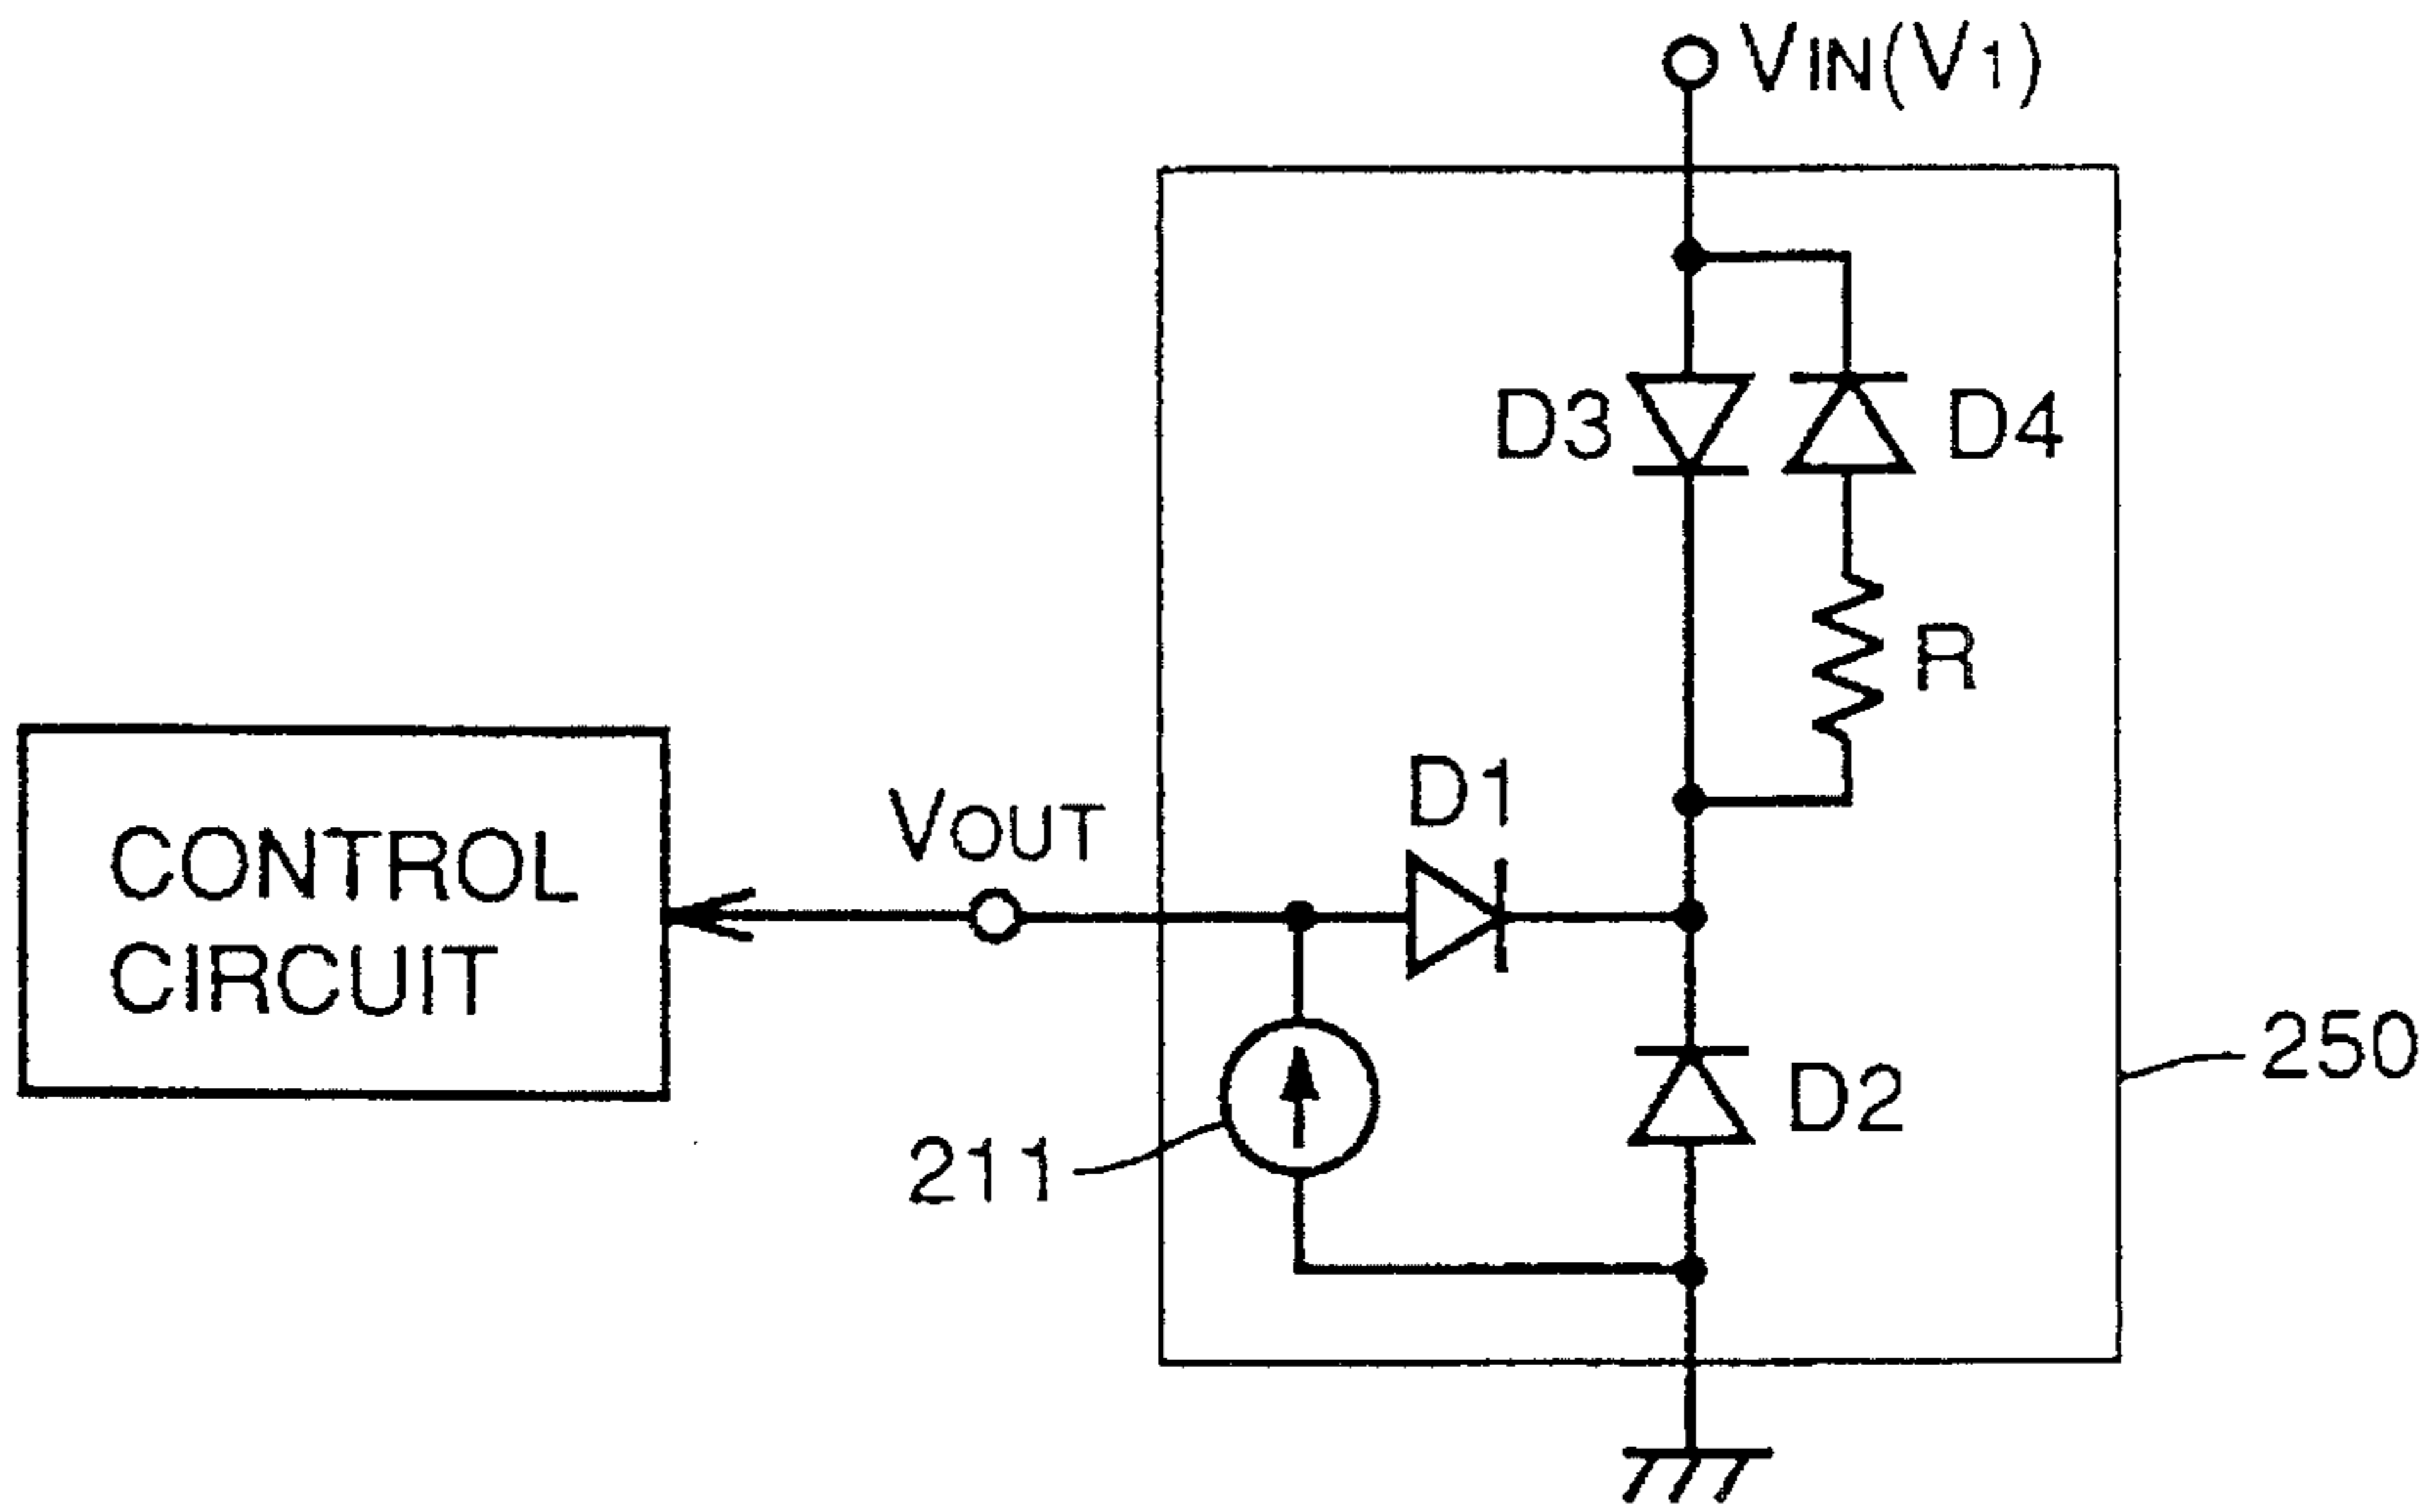 VIN(V1)
D3
D4
R
D1
VOUT
CONTROL
CIRCUIT
D2
250
211